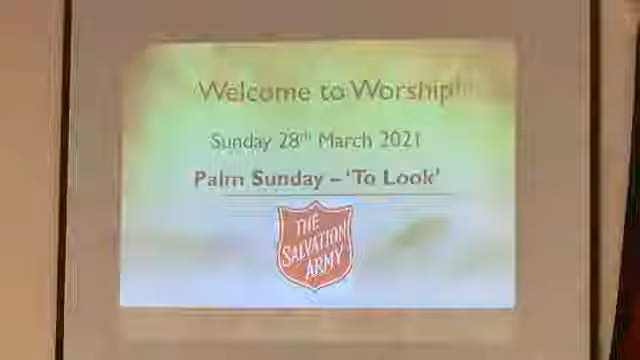 Welcome to Worship
Sunday 28th March 2021
Palm Sunday – 'To Look'
THE
SALVATION
ARMY